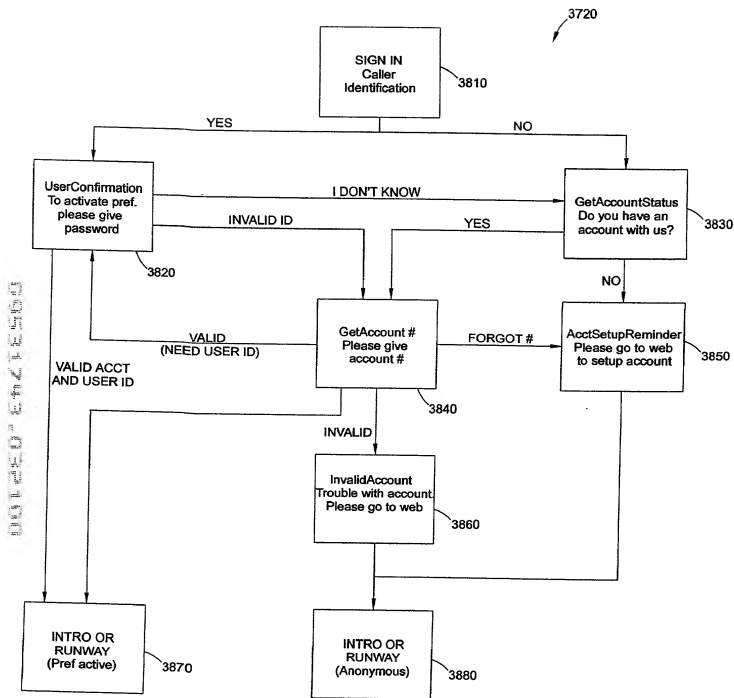 3720
SIGN IN
Caller
Identification
3810
YES
NO
UserConfirmation
To activate pref.
please give
password
3820
I DON'T KNOW
INVALID ID
YES
GetAccountStatus
Do you have an
account with us?
3830
NO
VALID
(NEED USER ID)
GetAccount #
Please give
account #
3840
FORGOT #
AcctSetupReminder
Please go to web
to setup account
3850
VALID ACCT
AND USER ID
INVALID
InvalidAccount
Trouble with account.
Please go to web
3860
INTRO OR
RUNWAY
(Pref active)
3870
INTRO OR
RUNWAY
(Anonymous)
3880